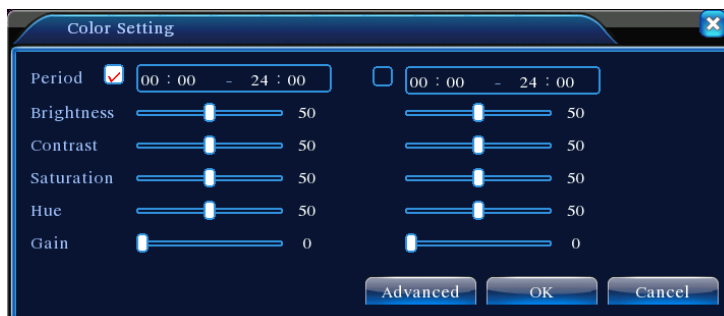 Color Setting
Period 00 : 00 - 24 : 00 00 : 00 - 24 : 00
Brightness 50 50
Contrast 50 50
Saturation 50 50
Hue 50 50
Gain 0 0
Advanced OK Cancel